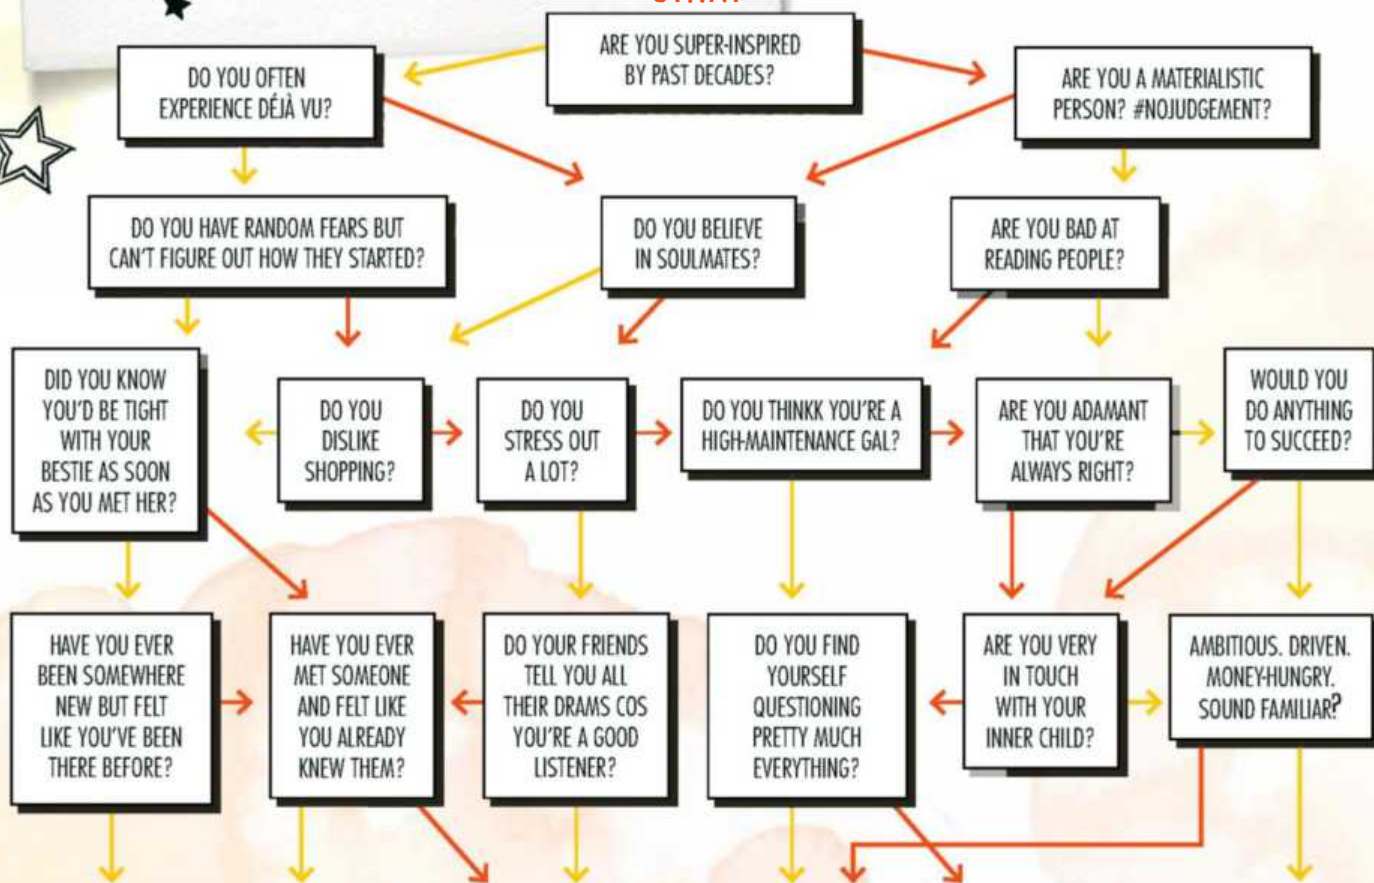 ARE YOU SUPER-INSPIRED
BY PAST DECADES?
DO YOU OFTEN
EXPERIENCE DÉJÀ VU?
ARE YOU A MATERIALISTIC
PERSON? #NOJUDGEMENT?
DO YOU HAVE RANDOM FEARS BUT
CAN'T FIGURE OUT HOW THEY STARTED?
DO YOU BELIEVE
IN SOULMATES?
ARE YOU BAD AT
READING PEOPLE?
DID YOU KNOW
YOU'D BE TIGHT
WITH YOUR
BESTIE AS SOON
AS YOU MET HER?
DO YOU
DISLIKE
SHOPPING?
DO YOU
STRESS OUT
A LOT?
DO YOU THINKK YOU'RE A
HIGH-MAINTENANCE GAL?
ARE YOU ADAMANT
THAT YOU'RE
ALWAYS RIGHT?
WOULD YOU
DO ANYTHING
TO SUCCEED?
HAVE YOU EVER
BEEN SOMEWHERE
NEW BUT FELT
LIKE YOU'VE BEEN
THERE BEFORE?
HAVE YOU EVER
MET SOMEONE
AND FELT LIKE
YOU ALREADY
KNEW THEM?
DO YOUR FRIENDS
TELL YOU ALL
THEIR DRAMS COS
YOU'RE A GOOD
LISTENER?
DO YOU FIND
YOURSELF
QUESTIONING
PRETTY MUCH
EVERYTHING?
ARE YOU VERY
IN TOUCH
WITH YOUR
INNER CHILD?
AMBITIOUS. DRIVEN.
MONEY-HUNGRY.
SOUND FAMILIAR?